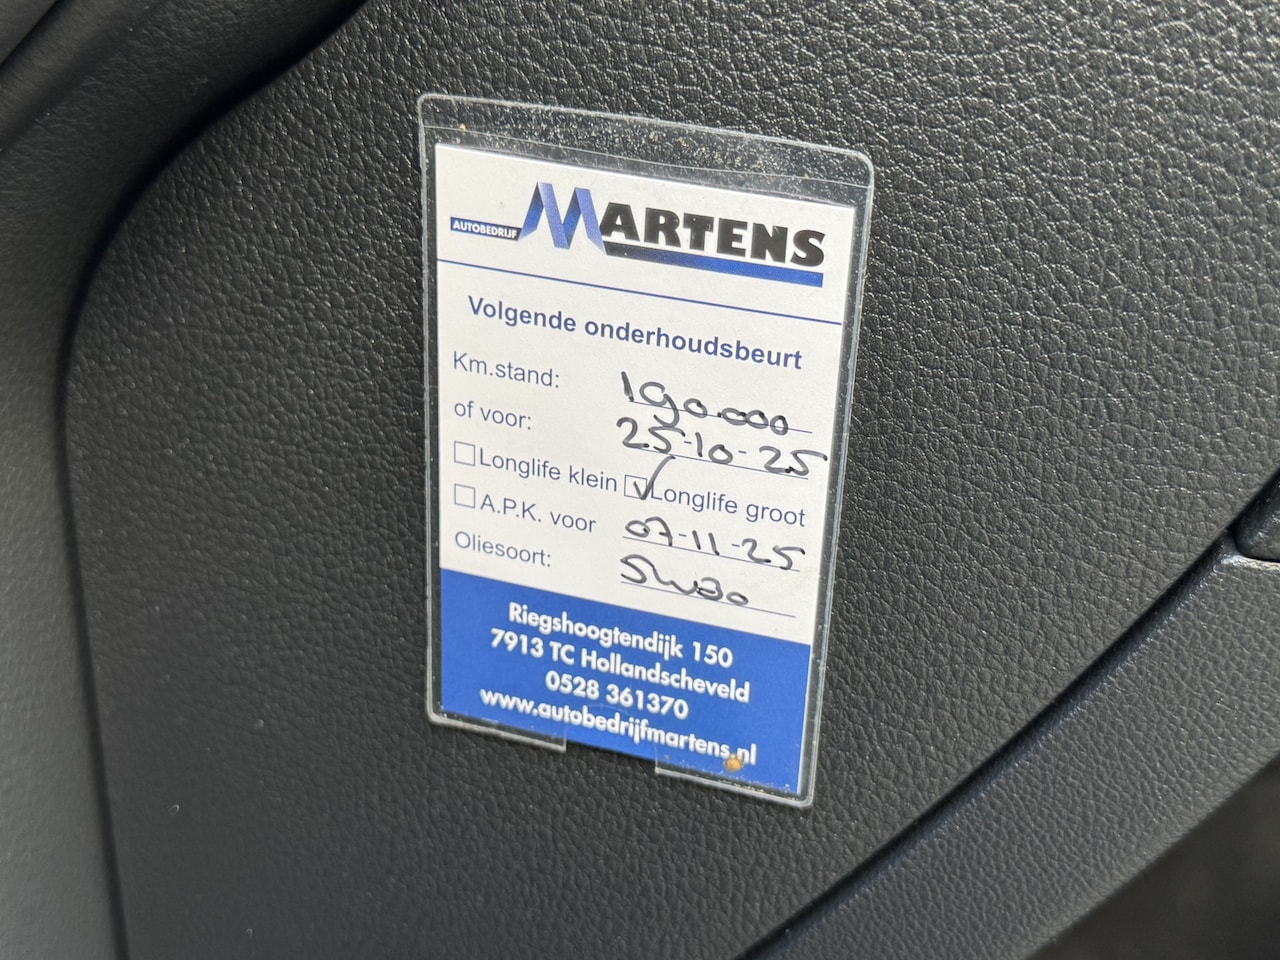 AUTOBEDRIJF MARTENS
Volgende onderhoudsbeurt
Km.stand: 190.000
of voor: 25-10-25
Longlife klein Longlife groot
A.P.K. voor 07-11-25
Oliesoort: 5W30
Riegshoogtendijk 150
7913 TC Hollandscheveld
0528 361370
www.autobedrijfmartens.nl